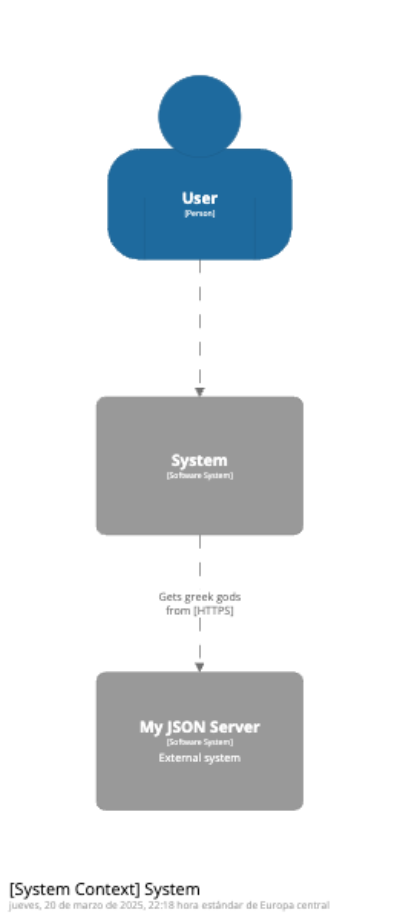 User
[Person]
System
[Software System]
Gets greek gods
from [HTTPS]
My JSON Server
[Software System]
External system
[System Context] System
jueves, 20 de marzo de 2025, 22:18 hora estándar de Europa central